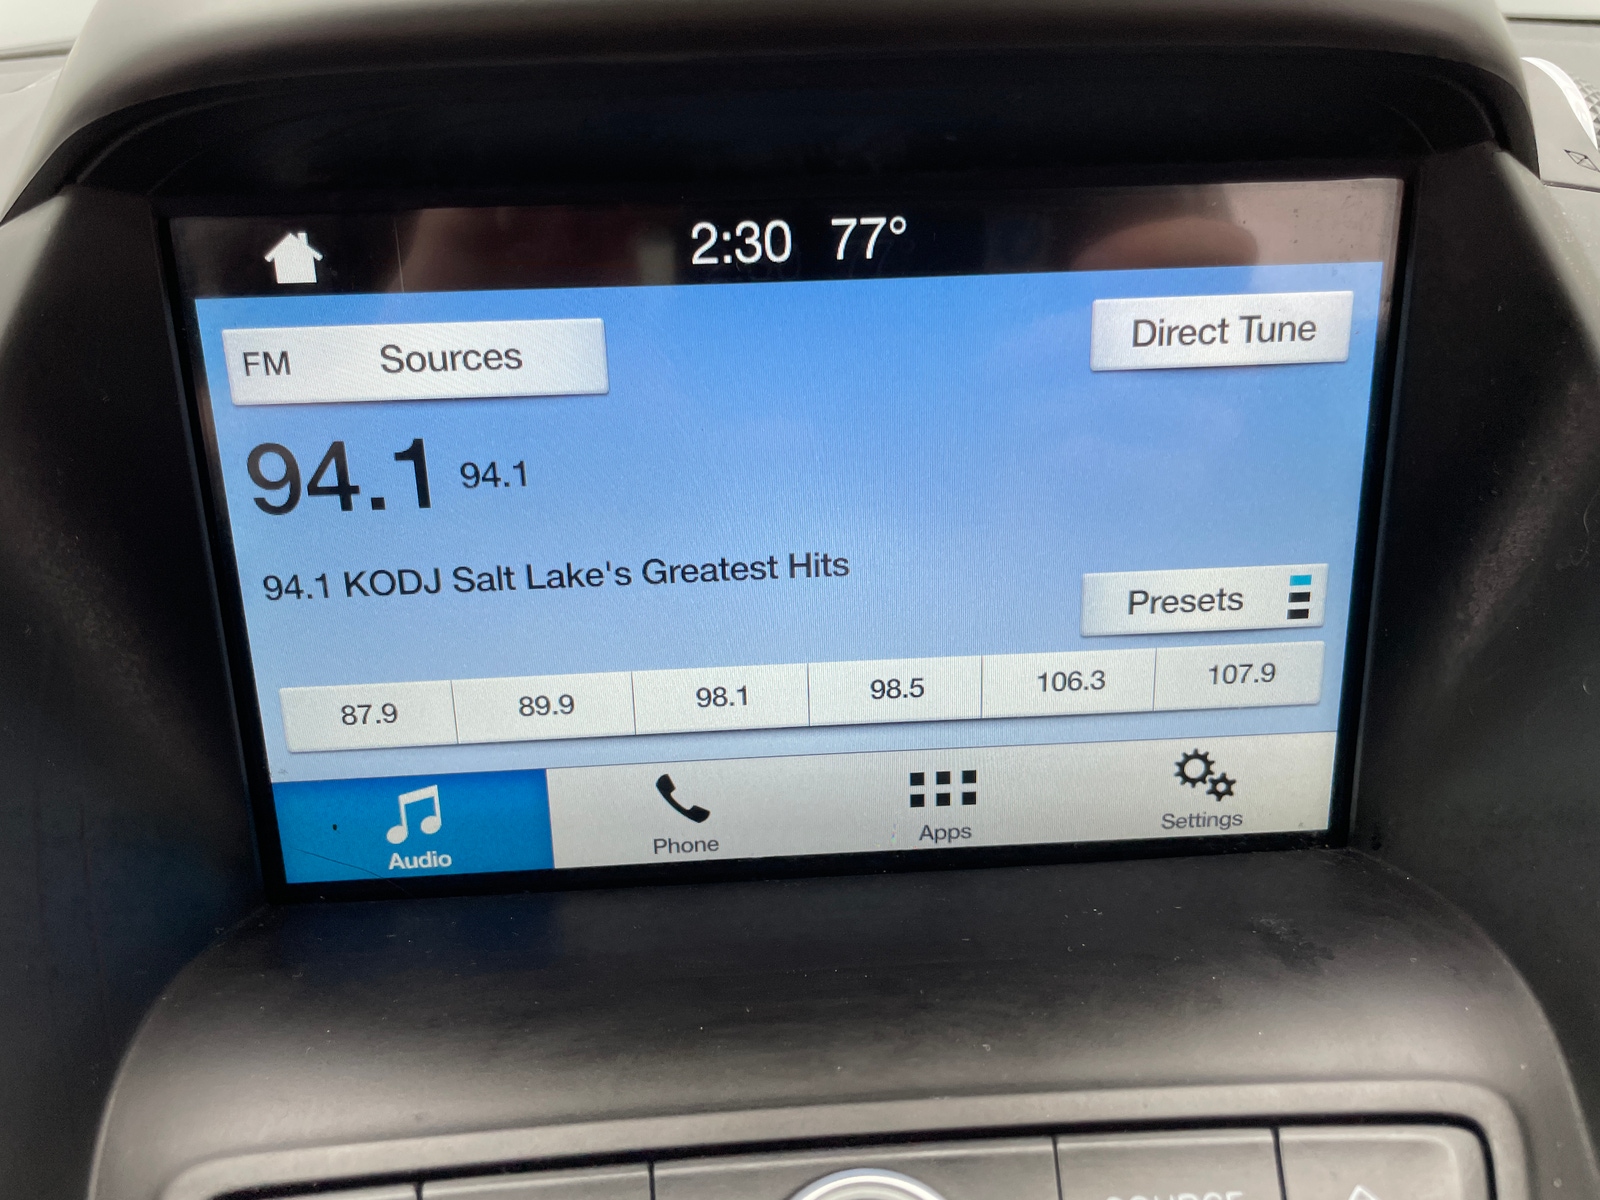 2:30 77°
FM Sources
Direct Tune
94.1 94.1
94.1 KODJ Salt Lake's Greatest Hits
Presets
87.9 89.9 98.1 98.5 106.3 107.9
Audio Phone Apps Settings
SOURCE